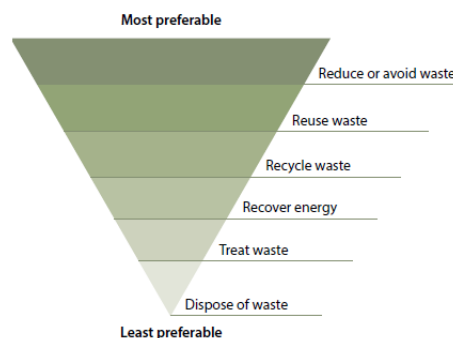 Most preferable
Reduce or avoid waste
Reuse waste
Recycle waste
Recover energy
Treat waste
Dispose of waste
Least preferable